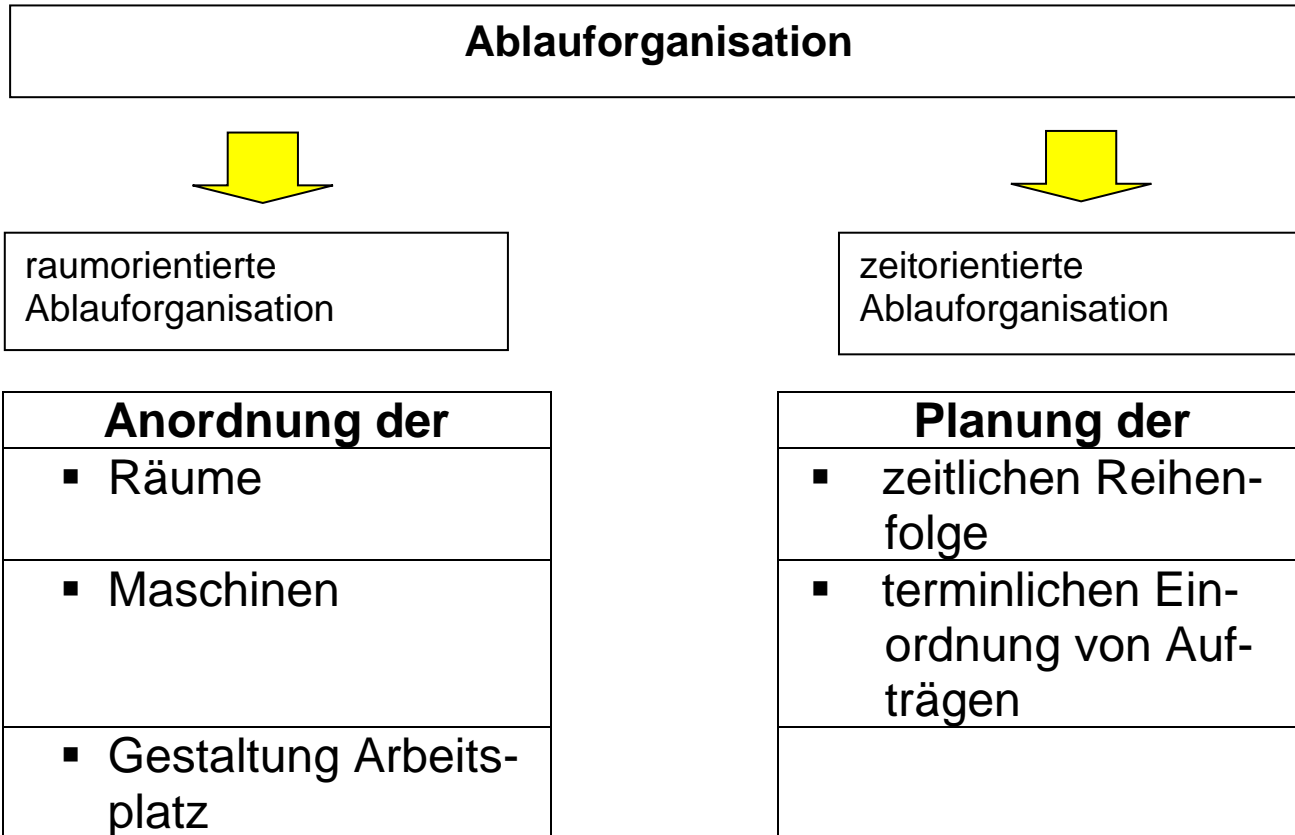 Ablauforganisation
raumorientierte
Ablauforganisation
zeitorientierte
Ablauforganisation
Anordnung der
▪ Räume
▪ Maschinen
▪ Gestaltung Arbeits-
platz
Planung der
▪ zeitlichen Reihen-
folge
▪ terminlichen Ein-
ordnung von Auf-
trägen